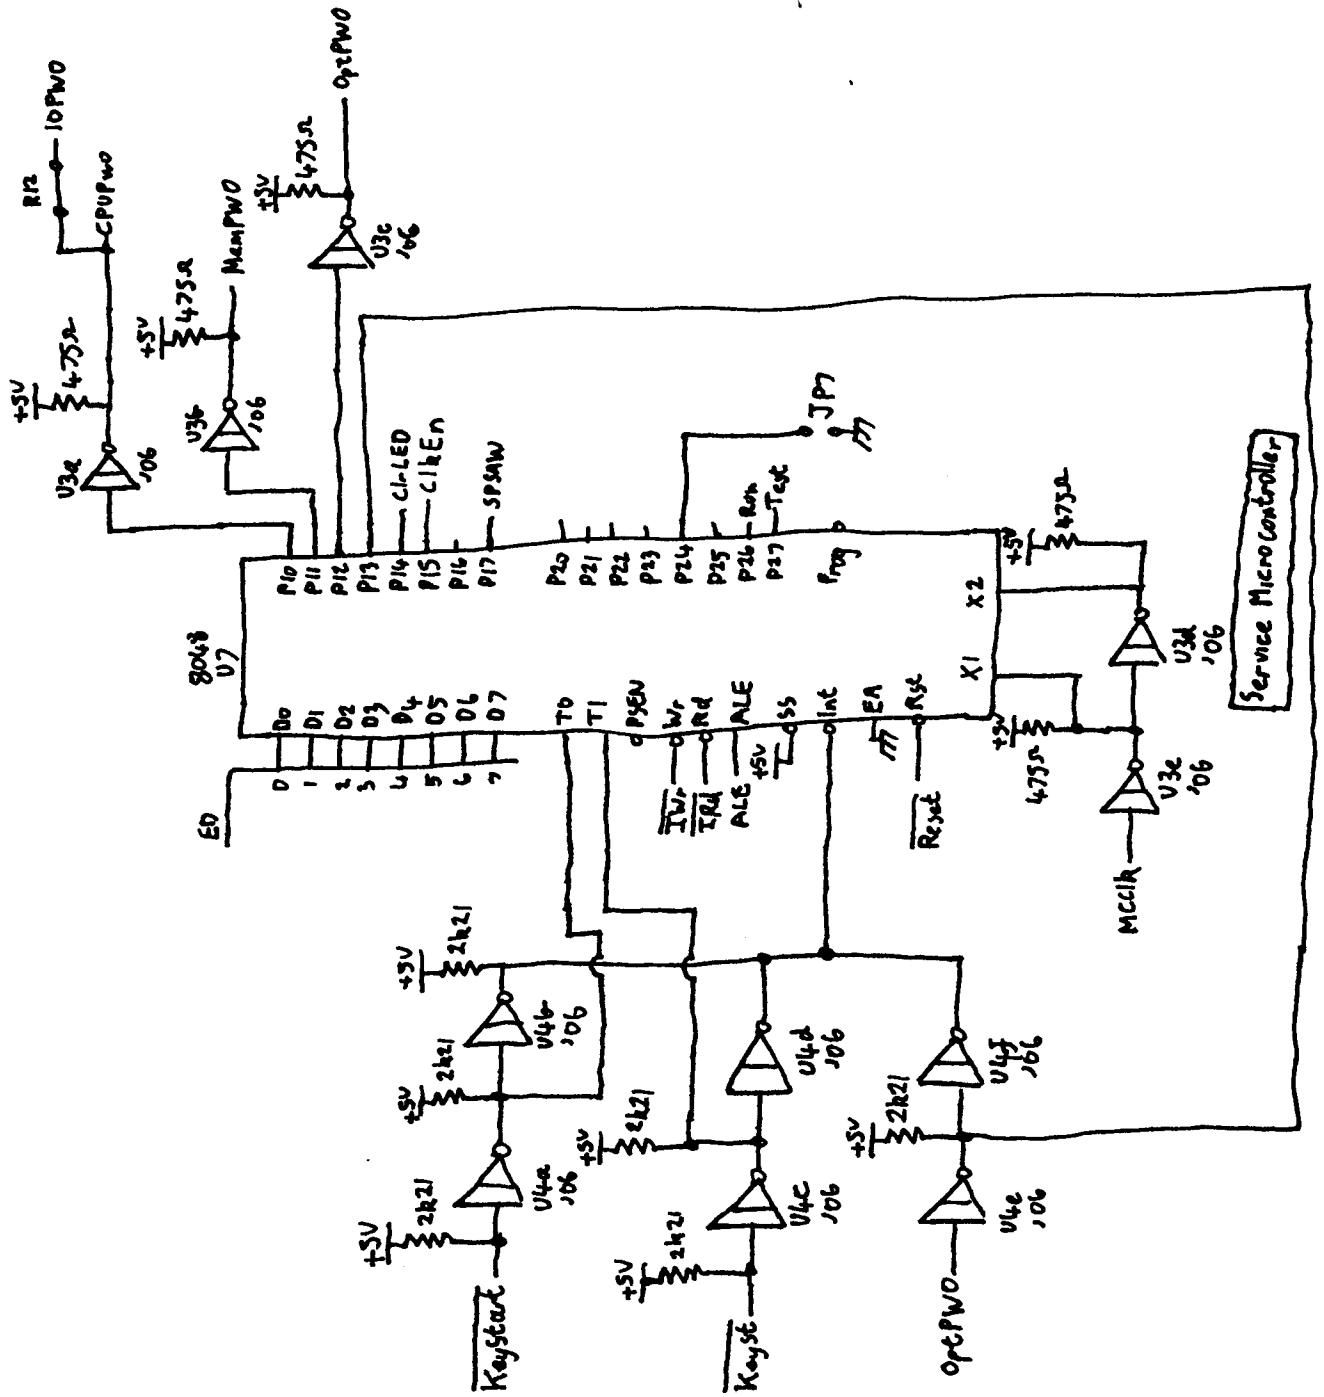 R12
IOPWO
CPUPWO
+5V
475Ω
U3a
'06
MemPWO
+5V
475Ω
U3b
'06
OptPWO
+5V
475Ω
U3c
'06
8048
U7
P10
P11
P12
P13
P14
P15
P16
P17
ClrLED
ClkEn
SPSAW
P20
P21
P22
P23
P24
P25
P26
P27
Run
Test
Prog
JP7
ED
0
1
2
3
4
5
6
7
D0
D1
D2
D3
D4
D5
D6
D7
T0
T1
PSEN
Wr
Rd
ALE
SS
Int
EA
Rst
IWr
IRd
ALE
+5V
Reset
X1
X2
+5V
475Ω
U3d
'06
+5V
475Ω
U3e
'06
MCClk
KeyStart
+5V
2k21
U4a
'06
+5V
2k21
U4b
'06
+5V
2k21
KeySt
+5V
2k21
U4c
'06
+5V
2k21
U4d
'06
OptPWO
U4e
'06
+5V
2k21
U4f
'06
Service Microcontroller